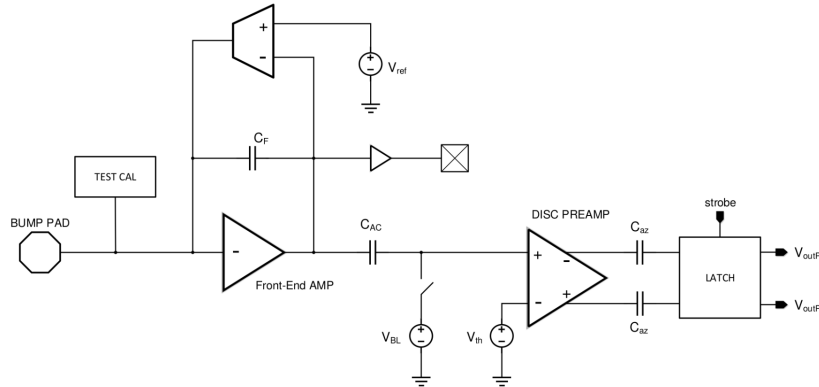 +
-
+
-
V_ref
C_F
TEST CAL
BUMP PAD
-
Front-End AMP
C_AC
DISC PREAMP
+
-
-
+
C_az
C_az
strobe
LATCH
V_outP
V_outP
V_BL
+
-
V_th
+
-